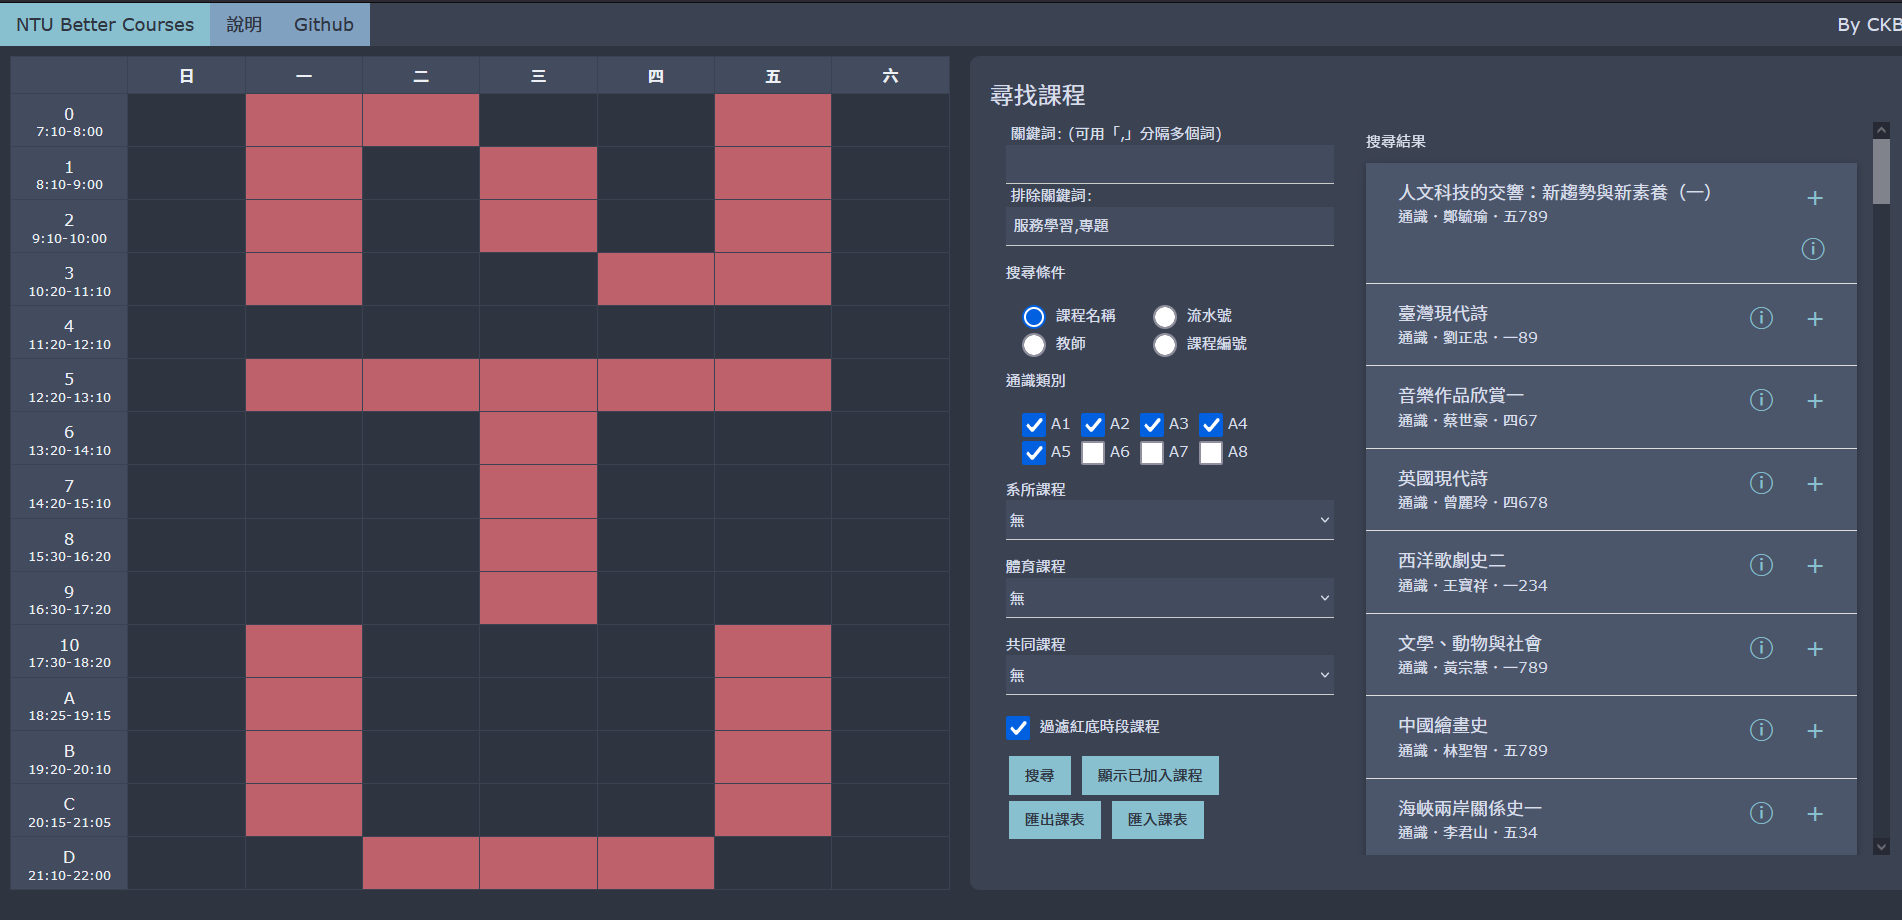 NTU Better Courses 說明 Github By CKB
日 一 二 三 四 五 六
0
7:10-8:00
1
8:10-9:00
2
9:10-10:00
3
10:20-11:10
4
11:20-12:10
5
12:20-13:10
6
13:20-14:10
7
14:20-15:10
8
15:30-16:20
9
16:30-17:20
10
17:30-18:20
A
18:25-19:15
B
19:20-20:10
C
20:15-21:05
D
21:10-22:00
尋找課程
關鍵詞: (可用「,」分隔多個詞)
排除關鍵詞:
服務學習,專題
搜尋條件
課程名稱 流水號
教師 課程編號
通識類別
A1 A2 A3 A4
A5 A6 A7 A8
系所課程
無
體育課程
無
共同課程
無
過濾紅底時段課程
搜尋 顯示已加入課程
匯出課表 匯入課表
搜尋結果
人文科技的交響：新趨勢與新素養（一）
通識・鄭毓瑜・五789
臺灣現代詩
通識・劉正忠・一89
音樂作品欣賞一
通識・蔡世豪・四67
英國現代詩
通識・曾麗玲・四678
西洋歌劇史二
通識・王寶祥・一234
文學、動物與社會
通識・黃宗慧・一789
中國繪畫史
通識・林聖智・五789
海峽兩岸關係史一
通識・李君山・五34